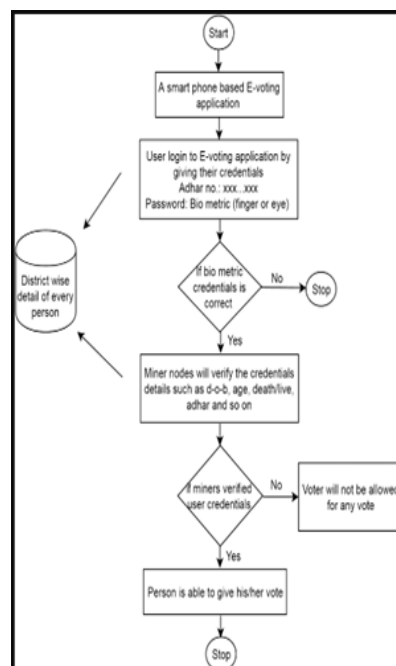 Start
A smart phone based E-voting
application
User login to E-voting application by
giving their credentials
Adhar no.: xxx...xxx
Password: Bio metric (finger or eye)
District wise
detail of every
person
If bio metric
credentials is
correct
No
Stop
Yes
Miner nodes will verify the credentials
details such as d-o-b, age, death/live,
adhar and so on
If miners verified
user credentials
No
Voter will not be allowed
for any vote
Yes
Person is able to give his/her vote
Stop